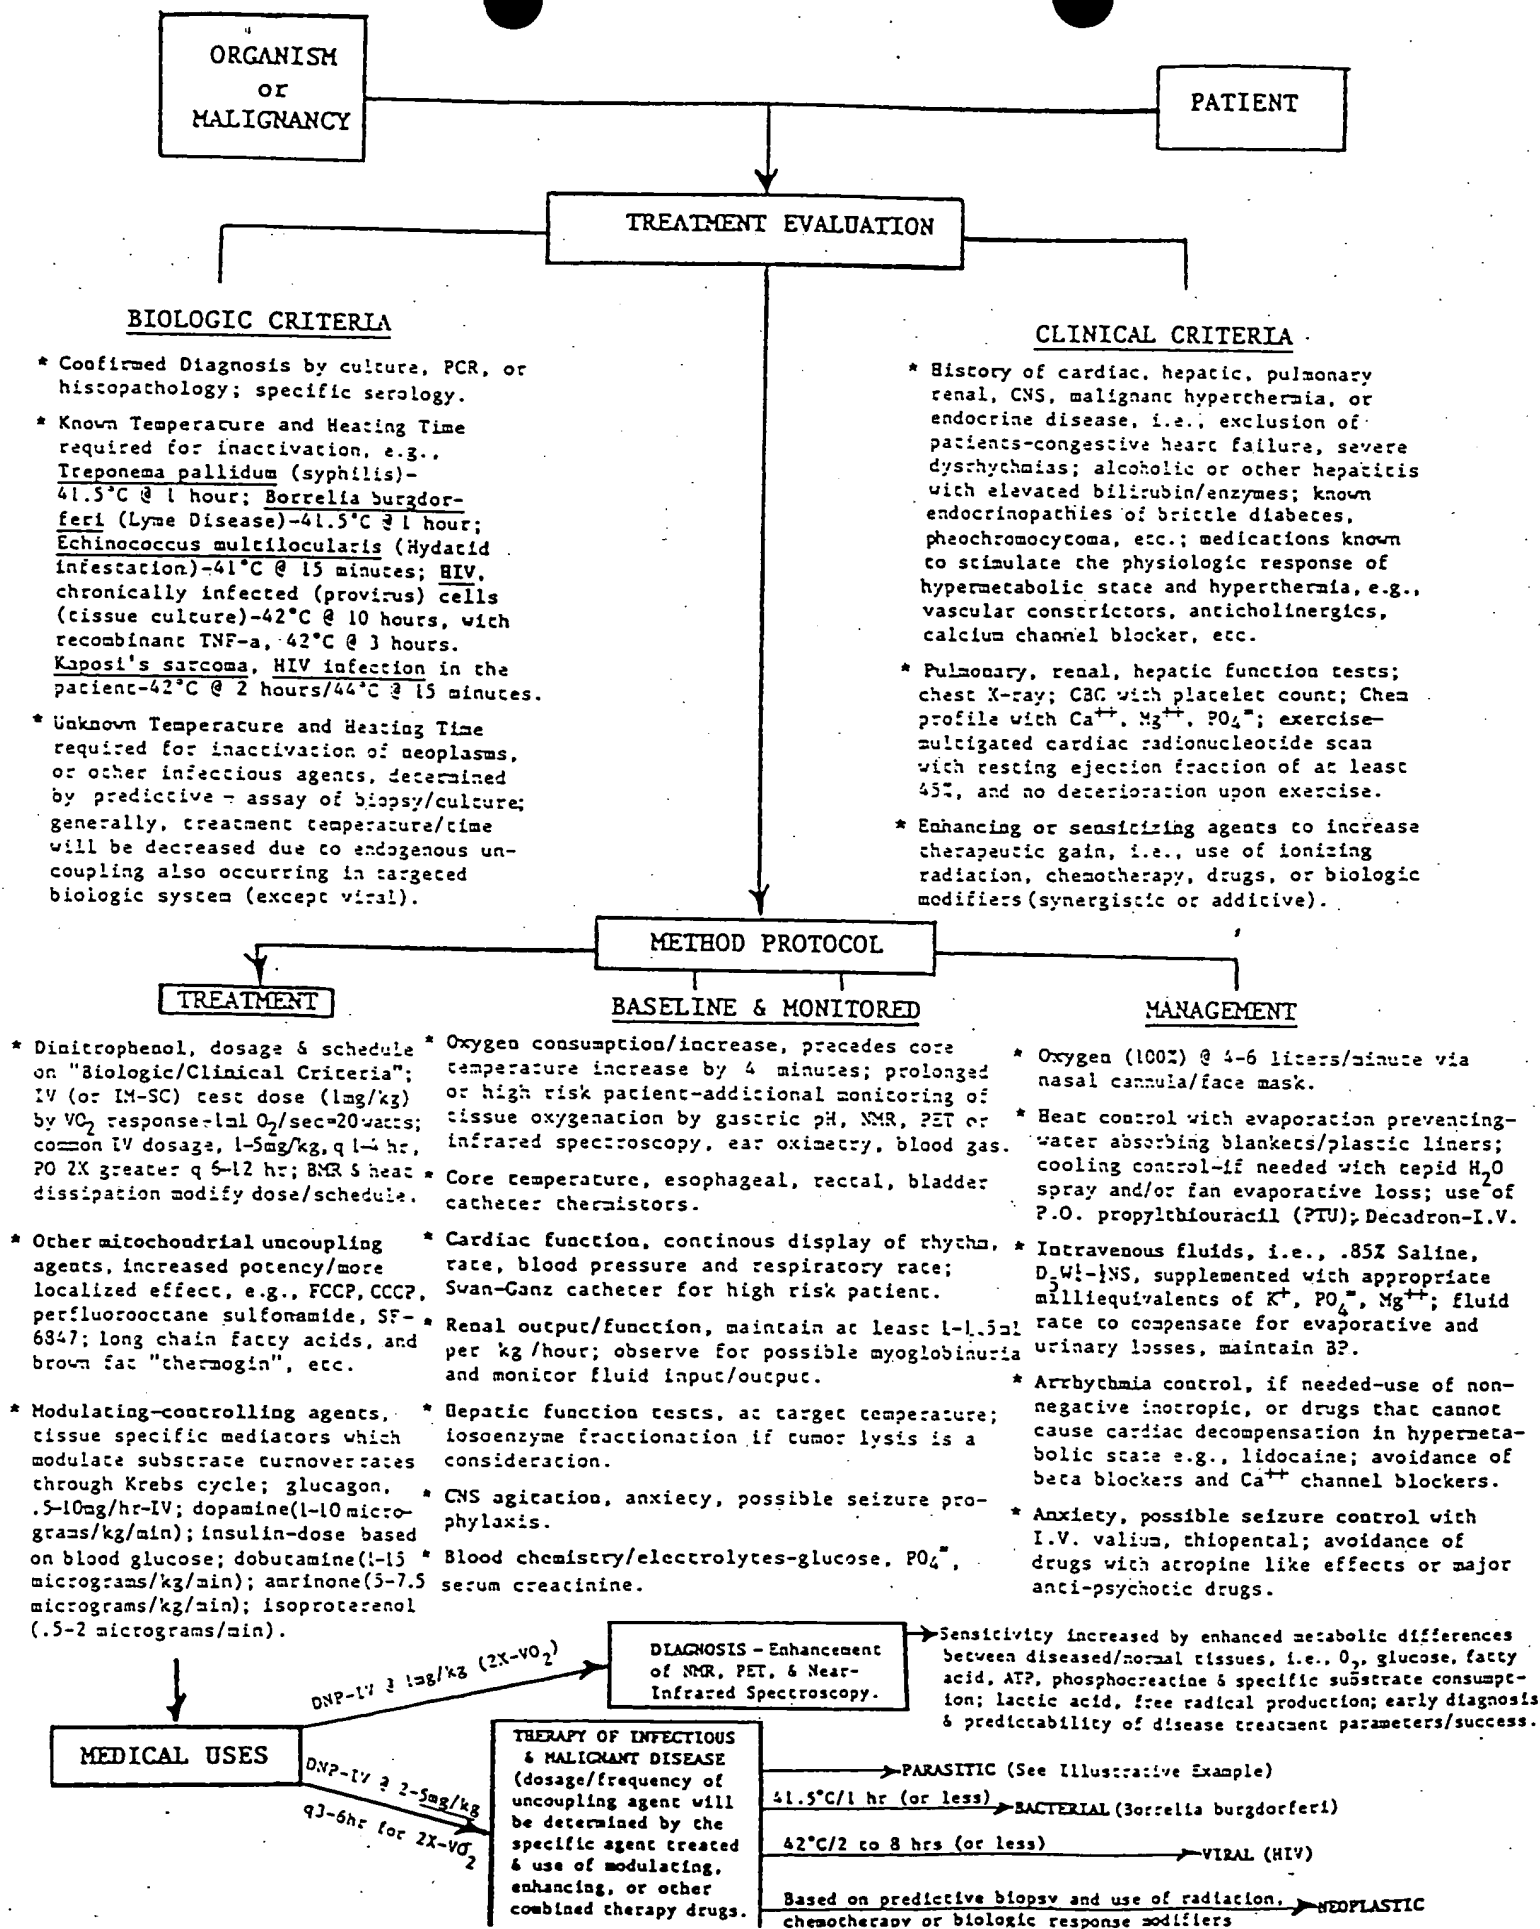 ORGANISM
or
MALIGNANCY
PATIENT
TREATMENT EVALUATION
BIOLOGIC CRITERIA
* Confirmed Diagnosis by culture, PCR, or
histopathology; specific serology.
* Known Temperature and Heating Time
required for inactivation, e.g.,
Treponema pallidum (syphilis)-
41.5°C @ 1 hour; Borrelia burgdor-
feri (Lyme Disease)-41.5°C @ 1 hour;
Echinococcus multilocularis (Hydatid
infestation)-41°C @ 15 minutes; HIV,
chronically infected (provirus) cells
(tissue culture)-42°C @ 10 hours, with
recombinant TNF-a, 42°C @ 3 hours.
Kaposi's sarcoma, HIV infection in the
patient-42°C @ 2 hours/44°C @ 15 minutes.
* Unknown Temperature and Heating Time
required for inactivation of neoplasms,
or other infectious agents, determined
by predictive - assay of biopsy/culture;
generally, treatment temperature/time
will be decreased due to endogenous un-
coupling also occurring in targeted
biologic system (except viral).
CLINICAL CRITERIA
* History of cardiac, hepatic, pulmonary
renal, CNS, malignant hyperthermia, or
endocrine disease, i.e., exclusion of
patients-congestive heart failure, severe
dysrhythmias; alcoholic or other hepatitis
with elevated bilirubin/enzymes; known
endocrinopathies of brittle diabetes,
pheochromocytoma, etc.; medications known
to stimulate the physiologic response of
hypermetabolic state and hyperthermia, e.g.,
vascular constrictors, anticholinergics,
calcium channel blocker, etc.
* Pulmonary, renal, hepatic function tests;
chest X-ray; CBC with platelet count; Chem
profile with Ca++, Mg++, PO4=; exercise-
multigated cardiac radionucleotide scan
with resting ejection fraction of at least
45%, and no deterioration upon exercise.
* Enhancing or sensitizing agents to increase
therapeutic gain, i.e., use of ionizing
radiation, chemotherapy, drugs, or biologic
modifiers (synergistic or additive).
METHOD PROTOCOL
TREATMENT
* Dinitrophenol, dosage & schedule
on "Biologic/Clinical Criteria";
IV (or IM-SC) test dose (1mg/kg)
by VO2 response-1ml O2/sec=20watts;
common IV dosage, 1-5mg/kg, q 1-4 hr,
PO 2X greater q 6-12 hr; BMR & heat
dissipation modify dose/schedule.
* Other mitochondrial uncoupling
agents, increased potency/more
localized effect, e.g., FCCP, CCCP,
perfluorooctane sulfonamide, SF-
6847; long chain fatty acids, and
brown fat "thermogin", etc.
* Modulating-controlling agents,
tissue specific mediators which
modulate substrate turnover rates
through Krebs cycle; glucagon,
.5-10mg/hr-IV; dopamine(1-10 micro-
grams/kg/min); insulin-dose based
on blood glucose; dobutamine(1-15
micrograms/kg/min); amrinone(5-7.5
micrograms/kg/min); isoproterenol
(.5-2 micrograms/min).
BASELINE & MONITORED
* Oxygen consumption/increase, precedes core
temperature increase by 4 minutes; prolonged
or high risk patient-additional monitoring of
tissue oxygenation by gastric pH, NMR, PET or
infrared spectroscopy, ear oximetry, blood gas.
* Core temperature, esophageal, rectal, bladder
catheter thermistors.
* Cardiac function, continous display of rhythm,
rate, blood pressure and respiratory rate;
Swan-Ganz catheter for high risk patient.
* Renal output/function, maintain at least 1-1.5ml
per kg /hour; observe for possible myoglobinuria
and monitor fluid input/output.
* Hepatic function tests, at target temperature;
iosoenzyme fractionation if tumor lysis is a
consideration.
* CNS agitation, anxiety, possible seizure pro-
phylaxis.
* Blood chemistry/electrolytes-glucose, PO4=,
serum creatinine.
MANAGEMENT
* Oxygen (100%) @ 4-6 liters/minute via
nasal cannula/face mask.
* Heat control with evaporation preventing-
water absorbing blankets/plastic liners;
cooling control-if needed with tepid H2O
spray and/or fan evaporative loss; use of
P.O. propylthiouracil (PTU); Decadron-I.V.
* Intravenous fluids, i.e., .85% Saline,
supplemented with appropriate
milliequivalents of K+, PO4=, Mg++; fluid
rate to compensate for evaporative and
urinary losses, maintain BP.
* Arrhythmia control, if needed-use of non-
negative inotropic, or drugs that cannot
cause cardiac decompensation in hypermeta-
bolic state e.g., lidocaine; avoidance of
beta blockers and Ca++ channel blockers.
* Anxiety, possible seizure control with
I.V. valium, thiopental; avoidance of
drugs with atropine like effects or major
anti-psychotic drugs.
MEDICAL USES
DNP-IV @ 1mg/kg (2X-VO2)
DIAGNOSIS - Enhancement
of NMR, PET, & Near-
Infrared Spectroscopy.
Sensitivity increased by enhanced metabolic differences
between diseased/normal tissues, i.e., O2, glucose, fatty
acid, ATP, phosphocreatine & specific substrate consumpt-
ion; lactic acid, free radical production; early diagnosis
& predictability of disease treatment parameters/success.
DNP-IV @ 2-5mg/kg
q3-6hr for 2X-VO2
THERAPY OF INFECTIOUS
& MALIGNANT DISEASE
(dosage/frequency of
uncoupling agent will
be determined by the
specific agent treated
& use of modulating,
enhancing, or other
combined therapy drugs.
PARASITIC (See Illustrative Example)
41.5°C/1 hr (or less)
BACTERIAL (Borrelia burgdorferi)
42°C/2 to 8 hrs (or less)
VIRAL (HIV)
Based on predictive biopsy and use of radiation,
chemotherapy or biologic response modifiers
NEOPLASTIC